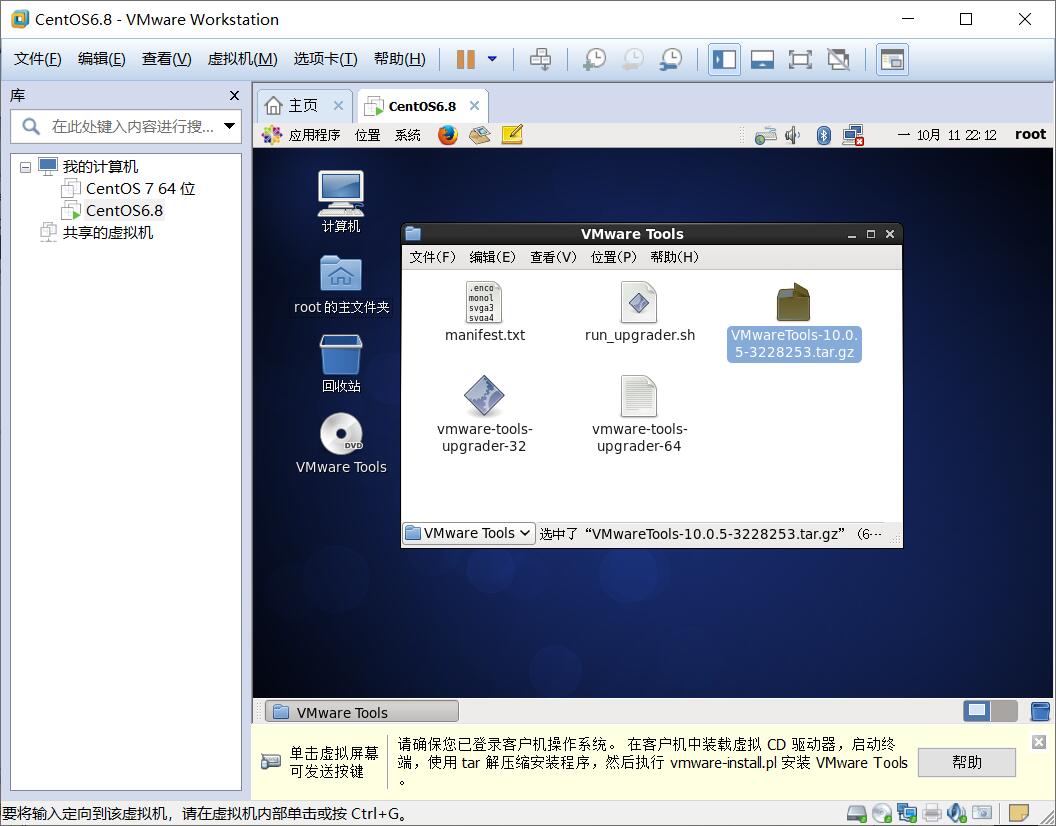 CentOS6.8 - VMware Workstation
文件(F) 编辑(E) 查看(V) 虚拟机(M) 选项卡(T) 帮助(H)
库
在此处键入内容进行搜...
我的计算机
CentOS 7 64 位
CentOS6.8
共享的虚拟机
主页
CentOS6.8
应用程序 位置 系统
一 10月 11 22:12 root
计算机
root 的主文件夹
回收站
DVD
VMware Tools
VMware Tools
文件(F) 编辑(E) 查看(V) 位置(P) 帮助(H)
.enco
monol
svga3
svga4
manifest.txt
run_upgrader.sh
VMwareTools-10.0.
5-3228253.tar.gz
vmware-tools-
upgrader-32
vmware-tools-
upgrader-64
VMware Tools
选中了 “VMwareTools-10.0.5-3228253.tar.gz” (6…
VMware Tools
单击虚拟屏幕
可发送按键
请确保您已登录客户机操作系统。 在客户机中装载虚拟 CD 驱动器，启动终
端，使用 tar 解压缩安装程序，然后执行 vmware-install.pl 安装 VMware Tools
。
帮助
要将输入定向到该虚拟机，请在虚拟机内部单击或按 Ctrl+G。